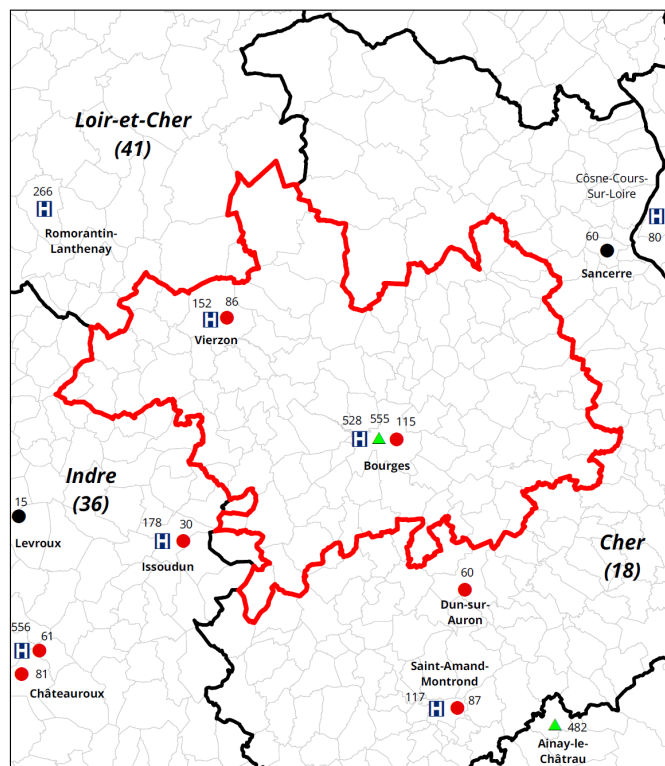 Loir-et-Cher
(41)
Côsne-Cours-
Sur-Loire
266
H
Romorantin-
Lanthenay
H
80
60
Sancerre
152
86
H
Vierzon
528
555
115
H
Bourges
Indre
(36)
15
Levroux
178
30
H
Issoudun
Cher
(18)
60
Dun-sur-
Auron
556
61
H
81
Châteauroux
Saint-Amand-
Montrond
117
H
87
482
Ainay-le-
Châtrau